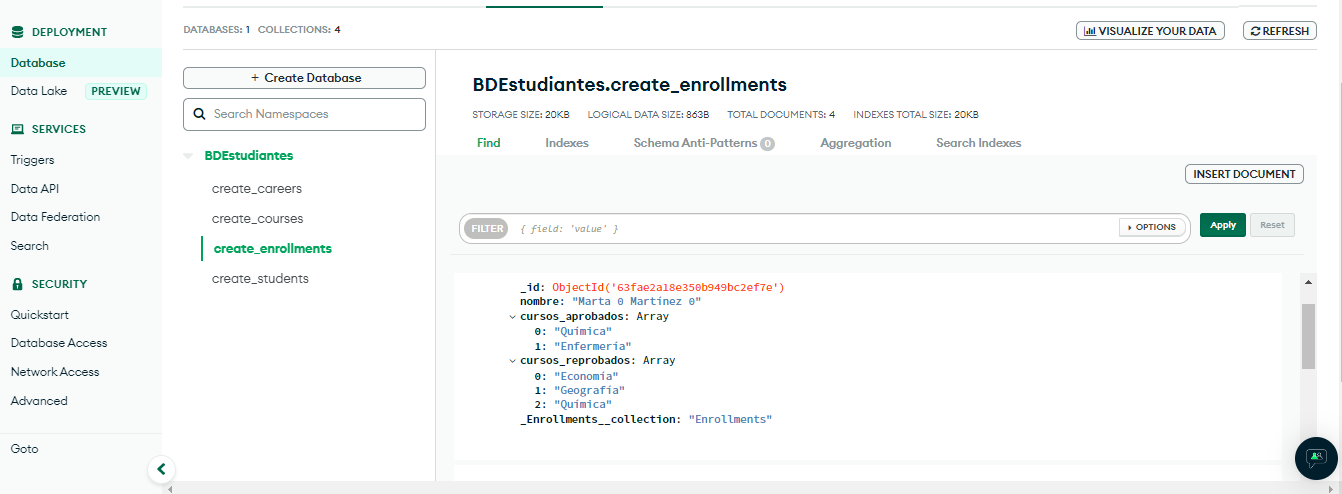 DEPLOYMENT
Database
Data Lake PREVIEW
SERVICES
Triggers
Data API
Data Federation
Search
SECURITY
Quickstart
Database Access
Network Access
Advanced
Goto
DATABASES: 1 COLLECTIONS: 4
VISUALIZE YOUR DATA
REFRESH
+ Create Database
Search Namespaces
BDEstudiantes
create_careers
create_courses
create_enrollments
create_students
BDEstudiantes.create_enrollments
STORAGE SIZE: 20KB LOGICAL DATA SIZE: 863B TOTAL DOCUMENTS: 4 INDEXES TOTAL SIZE: 20KB
Find Indexes Schema Anti-Patterns 0 Aggregation Search Indexes
INSERT DOCUMENT
FILTER { field: 'value' } OPTIONS Apply Reset
_id: ObjectId('63fae2a18e350b949bc2ef7e')
nombre: "Marta 0 Martinez 0"
cursos_aprobados: Array
0: "Quimica"
1: "Enfermeria"
cursos_reprobados: Array
0: "Economia"
1: "Geografia"
2: "Quimica"
_Enrollments__collection: "Enrollments"